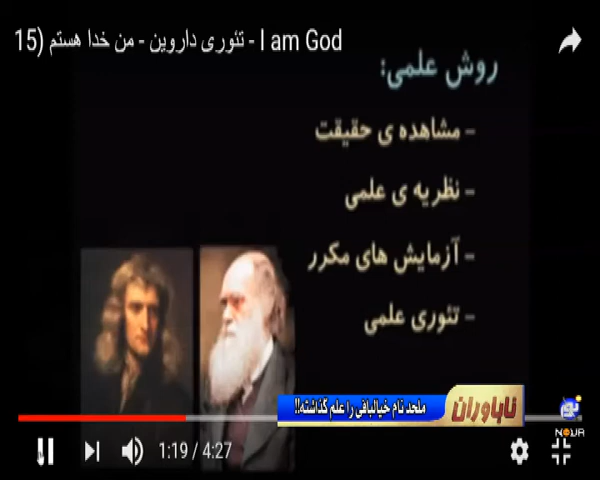 15) تئوری داروین - من خدا هستم - I am God
روش علمی:
- مشاهده ی حقیقت
- نظریه ی علمی
- آزمایش های مکرر
- تئوری علمی
ملحد نام خیالبافی را علم گذاشته!!
ناباوران
NOUR
1:19 / 4:27